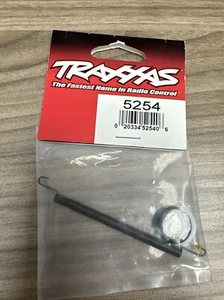 TRAXXAS
The Fastest Name In Radio Control
5254
0 20334 52540 6